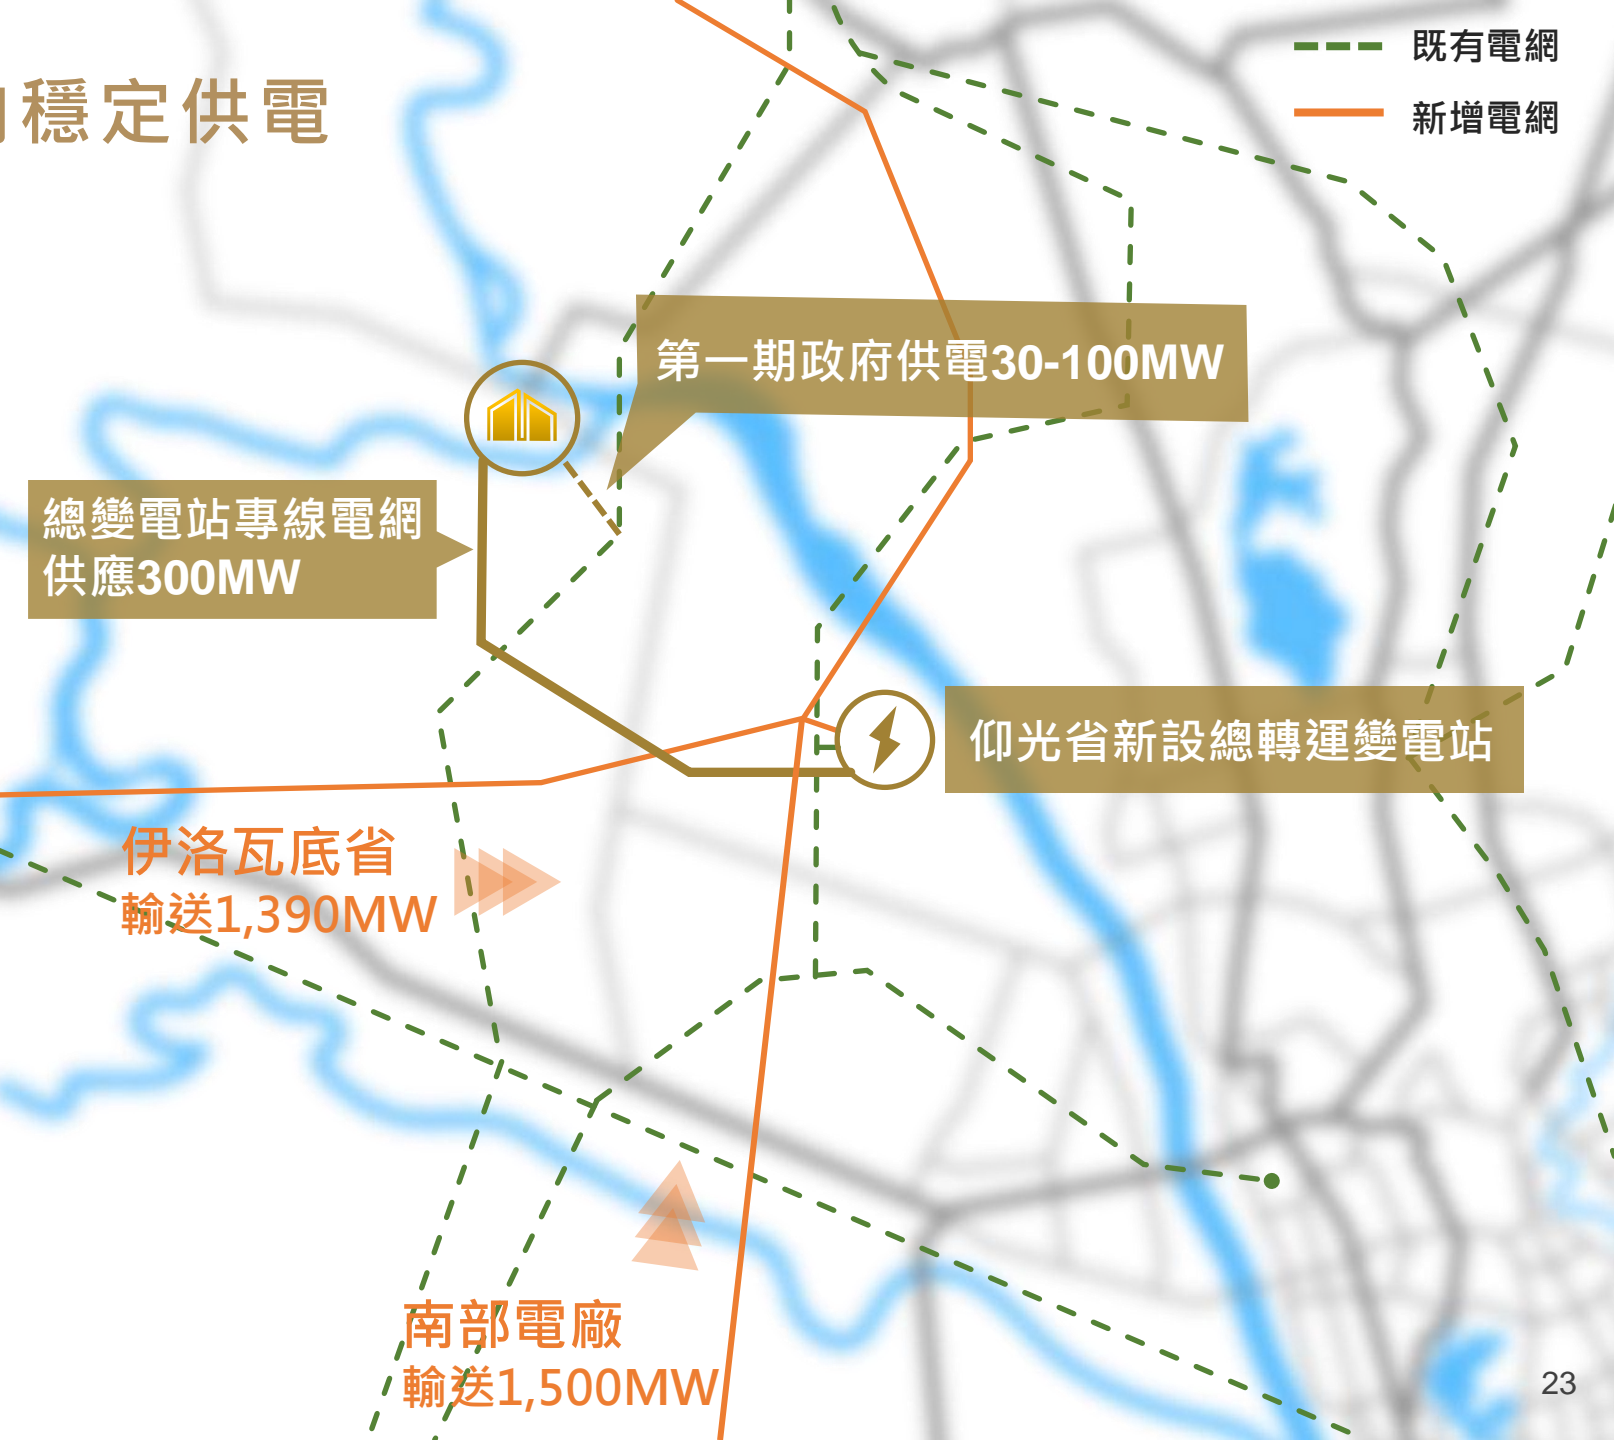 穩定供電
既有電網
新增電網
第一期政府供電30-100MW
總變電站專線電網
供應300MW
仰光省新設總轉運變電站
伊洛瓦底省
輸送1,390MW
南部電廠
輸送1,500MW
23